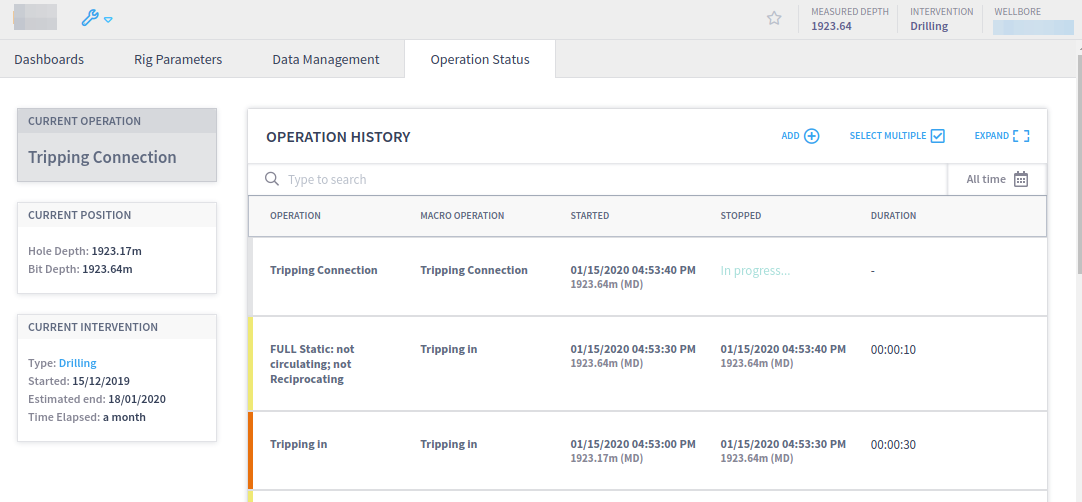 MEASURED DEPTH
1923.64
INTERVENTION
Drilling
WELLBORE
Dashboards
Rig Parameters
Data Management
Operation Status
CURRENT OPERATION
Tripping Connection
CURRENT POSITION
Hole Depth: 1923.17m
Bit Depth: 1923.64m
CURRENT INTERVENTION
Type: Drilling
Started: 15/12/2019
Estimated end: 18/01/2020
Time Elapsed: a month
OPERATION HISTORY
ADD
SELECT MULTIPLE
EXPAND
Type to search
All time
OPERATION
MACRO OPERATION
STARTED
STOPPED
DURATION
Tripping Connection
Tripping Connection
01/15/2020 04:53:40 PM
1923.64m (MD)
In progress...
-
FULL Static: not
circulating; not
Reciprocating
Tripping in
01/15/2020 04:53:30 PM
1923.64m (MD)
01/15/2020 04:53:40 PM
1923.64m (MD)
00:00:10
Tripping in
Tripping in
01/15/2020 04:53:00 PM
1923.17m (MD)
01/15/2020 04:53:30 PM
1923.64m (MD)
00:00:30